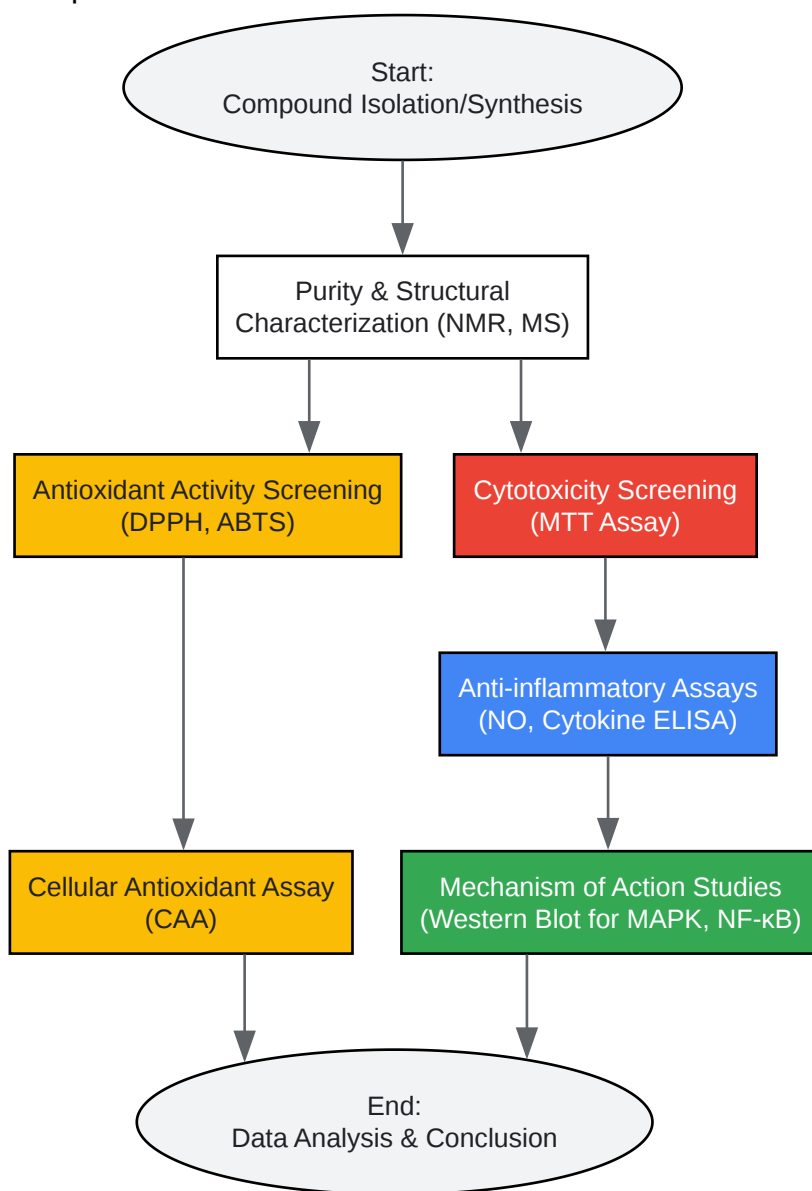 Start:
Compound Isolation/Synthesis
Purity & Structural
Characterization (NMR, MS)
Antioxidant Activity Screening
(DPPH, ABTS)
Cytotoxicity Screening
(MTT Assay)
Anti-inflammatory Assays
(NO, Cytokine ELISA)
Cellular Antioxidant Assay
(CAA)
Mechanism of Action Studies
(Western Blot for MAPK, NF-κB)
End:
Data Analysis & Conclusion